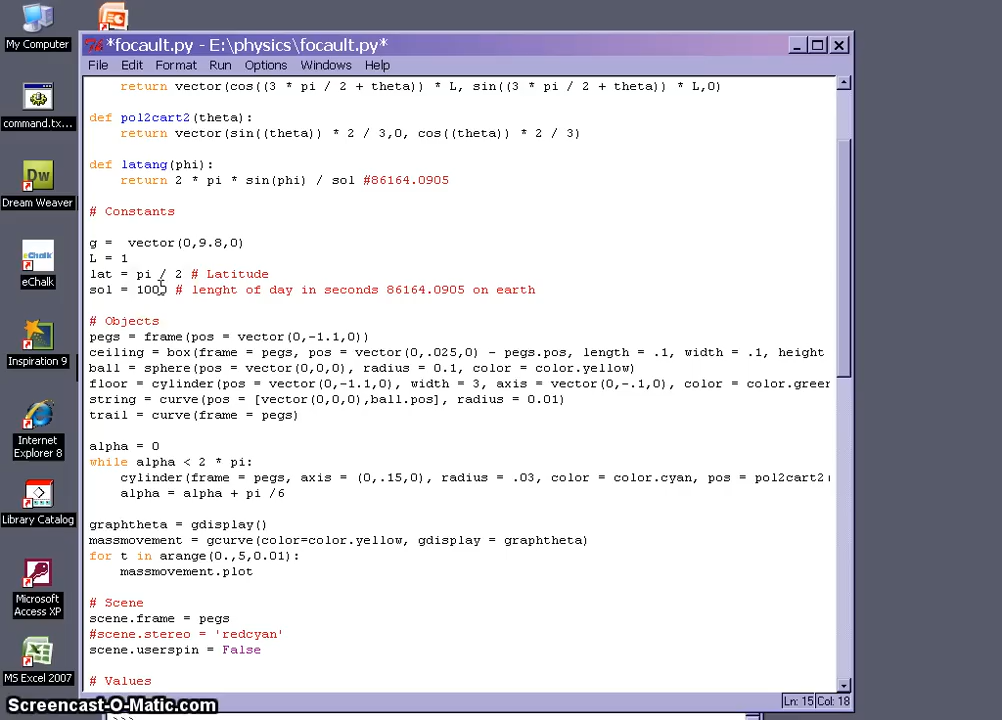 My Computer
command.tx...
Dream Weaver
eChalk
eChalk
Inspiration 9
Internet
Explorer 8
Library Catalog
Microsoft
Access XP
MS Excel 2007
*focault.py - E:\physics\focault.py*
File Edit Format Run Options Windows Help
return vector(cos((3 * pi / 2 + theta)) * L, sin((3 * pi / 2 + theta)) * L,0)
def pol2cart2(theta):
return vector(sin((theta)) * 2 / 3,0, cos((theta)) * 2 / 3)
def latang(phi):
return 2 * pi * sin(phi) / sol #86164.0905
# Constants
g =  vector(0,9.8,0)
L = 1
lat = pi / 2 # Latitude
sol = 1000 # lenght of day in seconds 86164.0905 on earth
# Objects
pegs = frame(pos = vector(0,-1.1,0))
ceiling = box(frame = pegs, pos = vector(0,.025,0) - pegs.pos, length = .1, width = .1, height
ball = sphere(pos = vector(0,0,0), radius = 0.1, color = color.yellow)
floor = cylinder(pos = vector(0,-1.1,0), width = 3, axis = vector(0,-.1,0), color = color.green
string = curve(pos = [vector(0,0,0),ball.pos], radius = 0.01)
trail = curve(frame = pegs)
alpha = 0
while alpha < 2 * pi:
cylinder(frame = pegs, axis = (0,.15,0), radius = .03, color = color.cyan, pos = pol2cart2(
alpha = alpha + pi /6
graphtheta = gdisplay()
massmovement = gcurve(color=color.yellow, gdisplay = graphtheta)
for t in arange(0.,5,0.01):
massmovement.plot
# Scene
scene.frame = pegs
#scene.stereo = 'redcyan'
scene.userspin = False
# Values
Ln: 15 Col: 18
>>>
Screencast-O-Matic.com